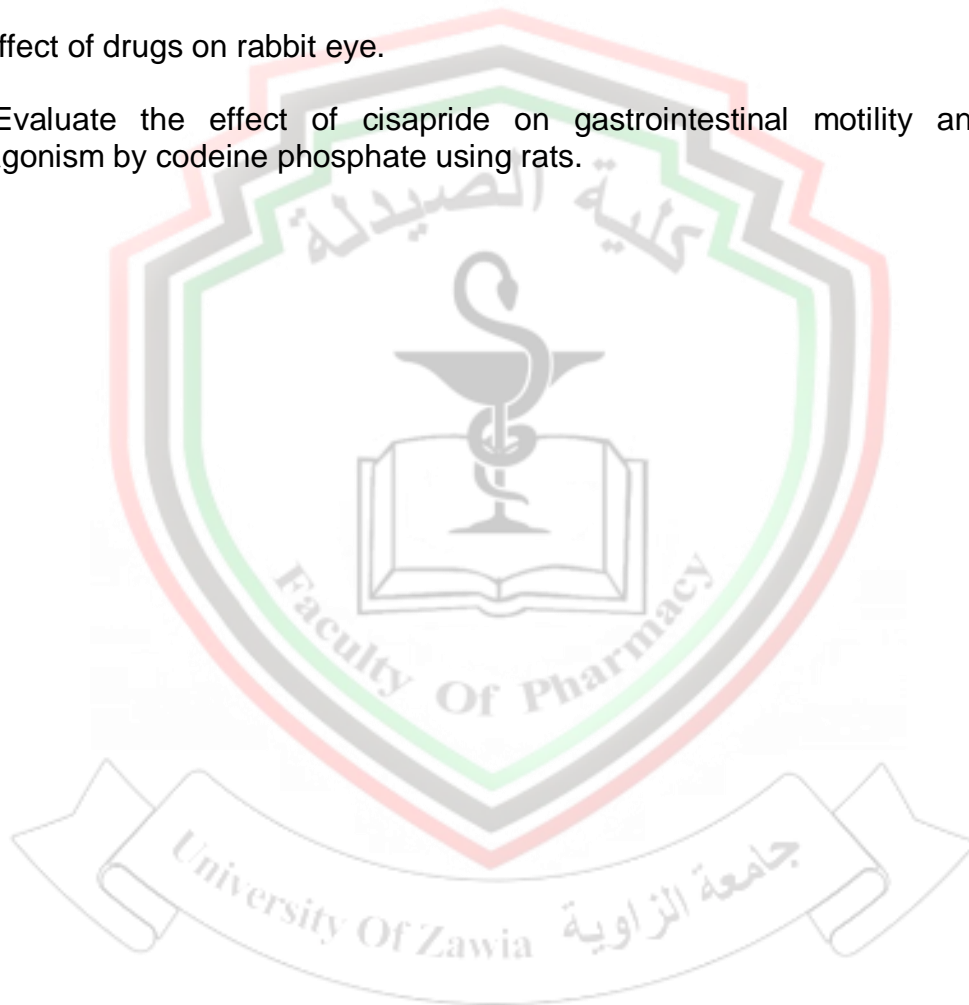 ffect of drugs on rabbit eye.
Evaluate the effect of cisapride on gastrointestinal motility an
agonism by codeine phosphate using rats.
كلية الصيدلة
Faculty Of Pharmacy
University Of Zawia جامعة الزاوية